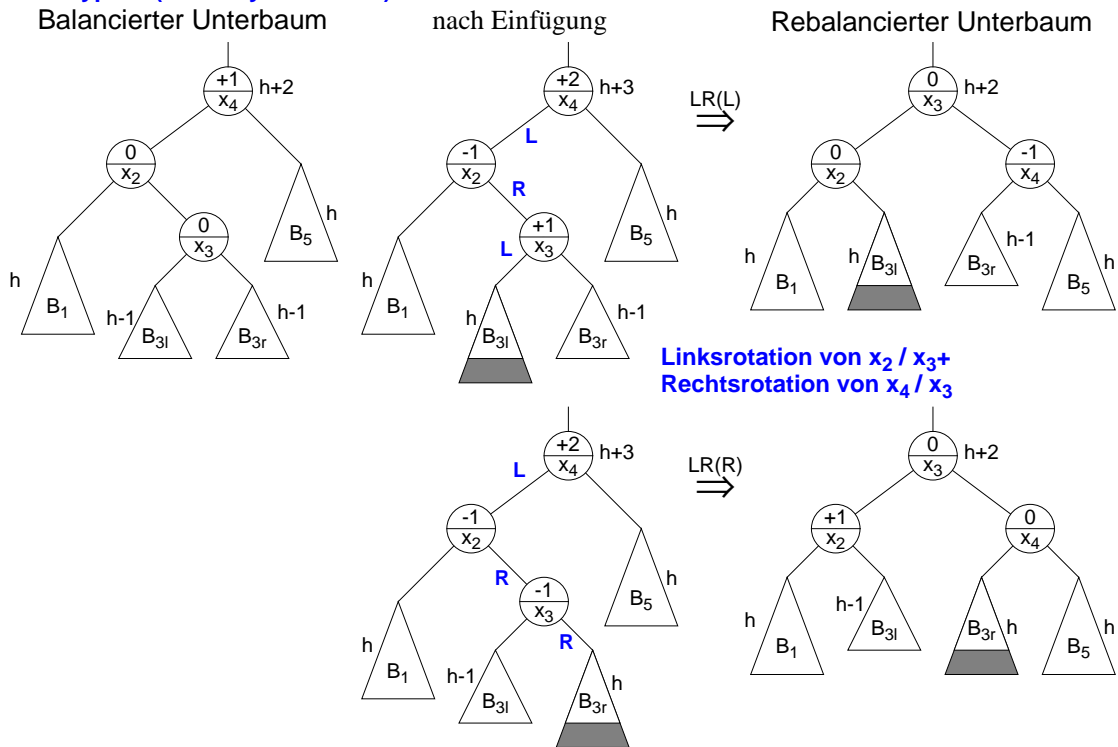 Balancierter Unterbaum nach Einfügung Rebalancierter Unterbaum
+1 x4 h+2
0 x2
0 x3
h B5
h B1
h-1 B3l
B3r h-1
+2 x4 h+3
L
-1 x2
R
+1 x3
L
h B5
h B1
h B3l
B3r h-1
LR(L)
⇒
0 x3 h+2
0 x2
-1 x4
h B1
h B3l
B3r h-1
B5 h
Linksrotation von x2 / x3+
Rechtsrotation von x4 / x3
+2 x4 h+3
L
-1 x2
R
-1 x3
R
B5 h
h B1
h-1 B3l
B3r h
LR(R)
⇒
0 x3 h+2
+1 x2
0 x4
h B1
h-1 B3l
B3r h
B5 h